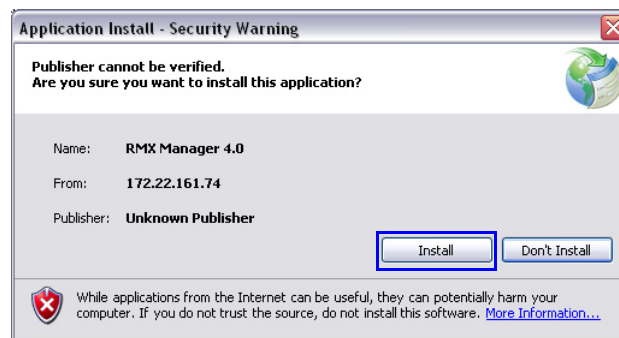 Application Install - Security Warning
Publisher cannot be verified.
Are you sure you want to install this application?
Name: RMX Manager 4.0
From: 172.22.161.74
Publisher: Unknown Publisher
Install Don't Install
While applications from the Internet can be useful, they can potentially harm your
computer. If you do not trust the source, do not install this software. More Information...